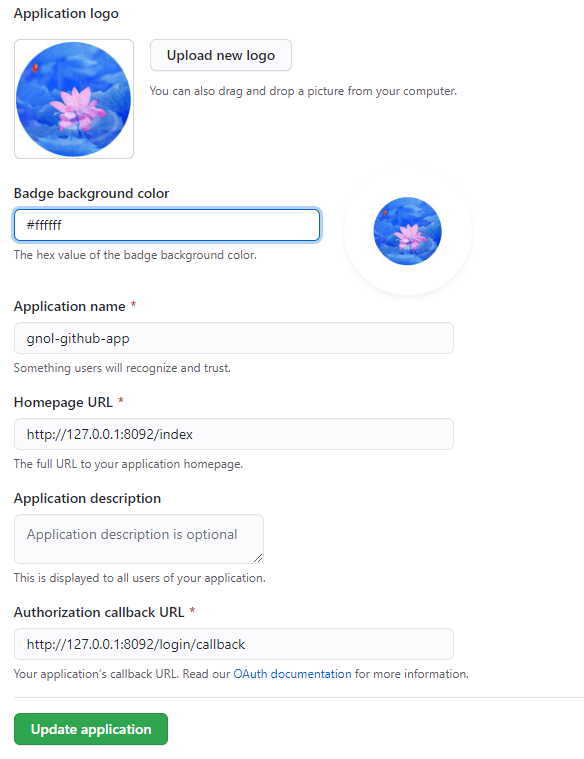 Application logo
Upload new logo
You can also drag and drop a picture from your computer.
Badge background color
#ffffff
The hex value of the badge background color.
Application name *
gnol-github-app
Something users will recognize and trust.
Homepage URL *
http://127.0.0.1:8092/index
The full URL to your application homepage.
Application description
Application description is optional
This is displayed to all users of your application.
Authorization callback URL *
http://127.0.0.1:8092/login/callback
Your application's callback URL. Read our OAuth documentation for more information.
Update application